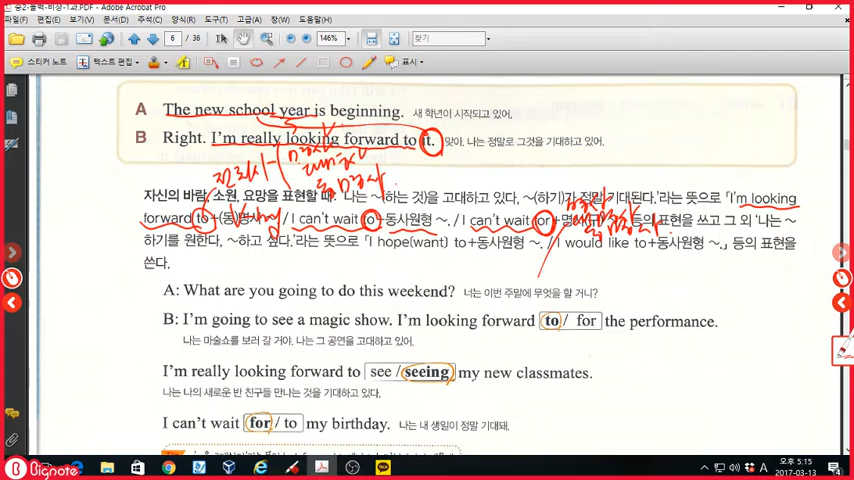 중2-올백-비상-1과.PDF - Adobe Acrobat Pro
파일(F) 편집(E) 보기(V) 문서(D) 주석(C) 양식(R) 도구(T) 고급(A) 창(W) 도움말(H)
6 / 36 146% 찾기
스티커 노트 텍스트 편집 표시
A The new school year is beginning. 새 학년이 시작되고 있어.
B Right. I'm really looking forward to it. 맞아, 나는 정말로 그것을 기대하고 있어.
전치사 명사 대명사 동명사
자신의 바람, 소원, 요망을 표현할 때 '나는 ~(하는 것)을 고대하고 있다, ~(하기)가 정말 기대된다.'라는 뜻으로 「I'm looking
forward to+(동)명사 Ving / I can't wait to+동사원형 ~. / I can't wait for+ 등의 표현을 쓰고 그 외 '나는 ~
하기를 원한다, ~하고 싶다.'라는 뜻으로 「I hope(want) to+동사원형 ~. / I would like to+동사원형 ~.」 등의 표현을
쓴다.
A: What are you going to do this weekend? 너는 이번 주말에 무엇을 할 거니?
B: I'm going to see a magic show. I'm looking forward to / for the performance.
나는 마술쇼를 보러 갈 거야. 나는 그 공연을 고대하고 있어.
I'm really looking forward to see / seeing my new classmates.
나는 나의 새로운 반 친구들 만나는 것을 기대하고 있다.
I can't wait for / to my birthday. 나는 내 생일이 정말 기대돼.
Bignote
오후 5:15
2017-03-13